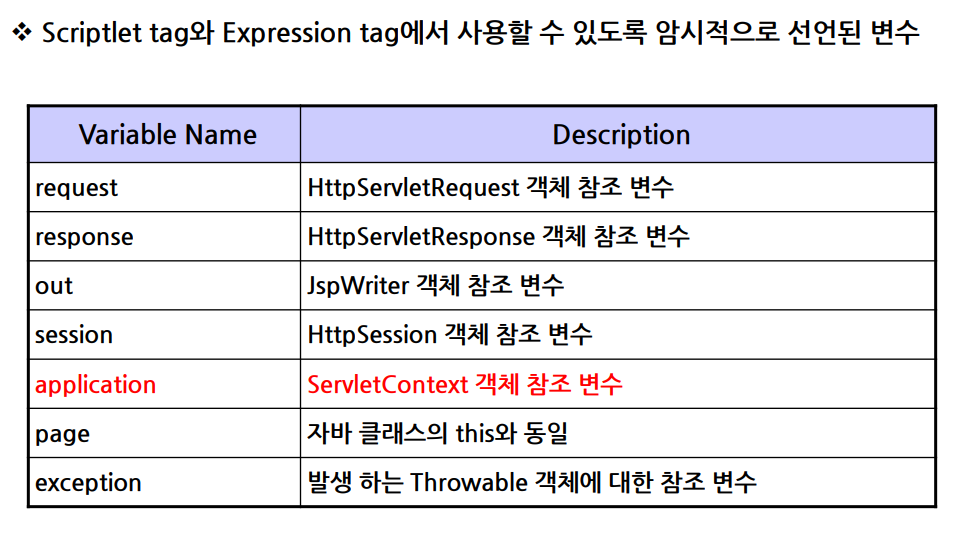 ❖ Scriptlet tag와 Expression tag에서 사용할 수 있도록 암시적으로 선언된 변수
Variable Name Description
request HttpServletRequest 객체 참조 변수
response HttpServletResponse 객체 참조 변수
out JspWriter 객체 참조 변수
session HttpSession 객체 참조 변수
application ServletContext 객체 참조 변수
page 자바 클래스의 this와 동일
exception 발생 하는 Throwable 객체에 대한 참조 변수